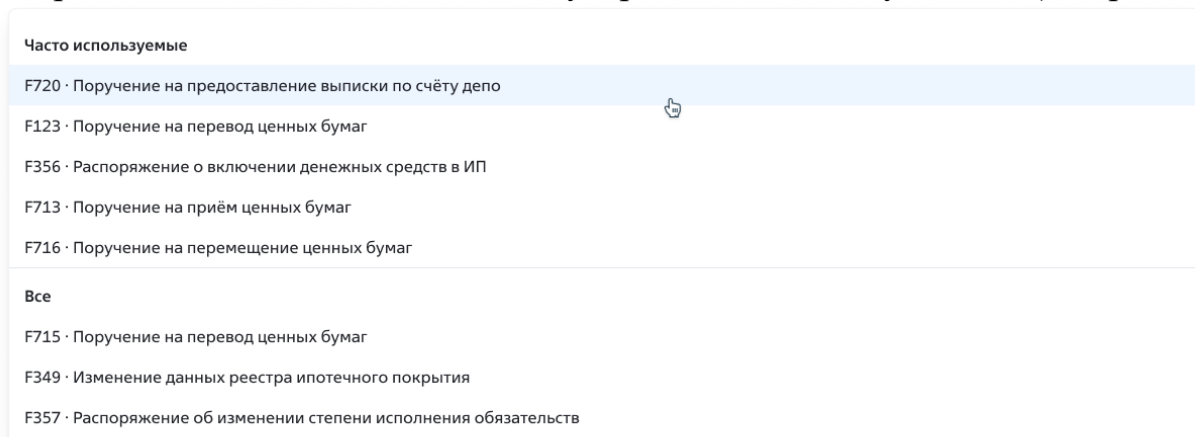 Часто используемые
F720 · Поручение на предоставление выписки по счёту депо
F123 · Поручение на перевод ценных бумаг
F356 · Распоряжение о включении денежных средств в ИП
F713 · Поручение на приём ценных бумаг
F716 · Поручение на перемещение ценных бумаг
Все
F715 · Поручение на перевод ценных бумаг
F349 · Изменение данных реестра ипотечного покрытия
F357 · Распоряжение об изменении степени исполнения обязательств